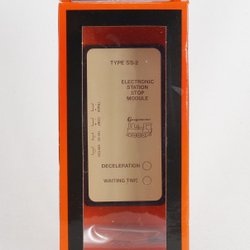 TYPE SS-2
ELECTRONIC
STATION
STOP
MODULE
DECELERATION
WAITING TIME